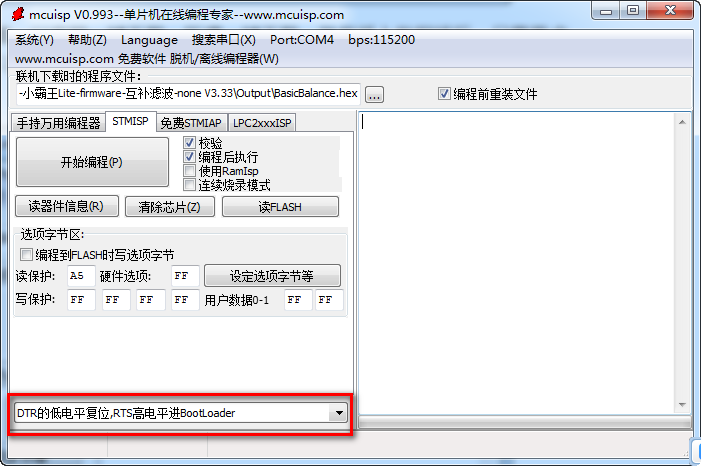 mcuisp V0.993--单片机在线编程专家--www.mcuisp.com
系统(Y) 帮助(Z) Language 搜索串口(X) Port:COM4 bps:115200
www.mcuisp.com 免费软件 脱机/离线编程器(W)
联机下载时的程序文件:
-小霸王Lite-firmware-互补滤波-none V3.33\Output\BasicBalance.hex ... 编程前重装文件
手持万用编程器 STMISP 免费STMIAP LPC2xxxISP
开始编程(P)
校验
编程后执行
使用RamIsp
连续烧录模式
读器件信息(R) 清除芯片(Z) 读FLASH
选项字节区:
编程到FLASH时写选项字节
读保护: A5 硬件选项: FF 设定选项字节等
写保护: FF FF FF FF 用户数据0-1 FF FF
DTR的低电平复位,RTS高电平进BootLoader